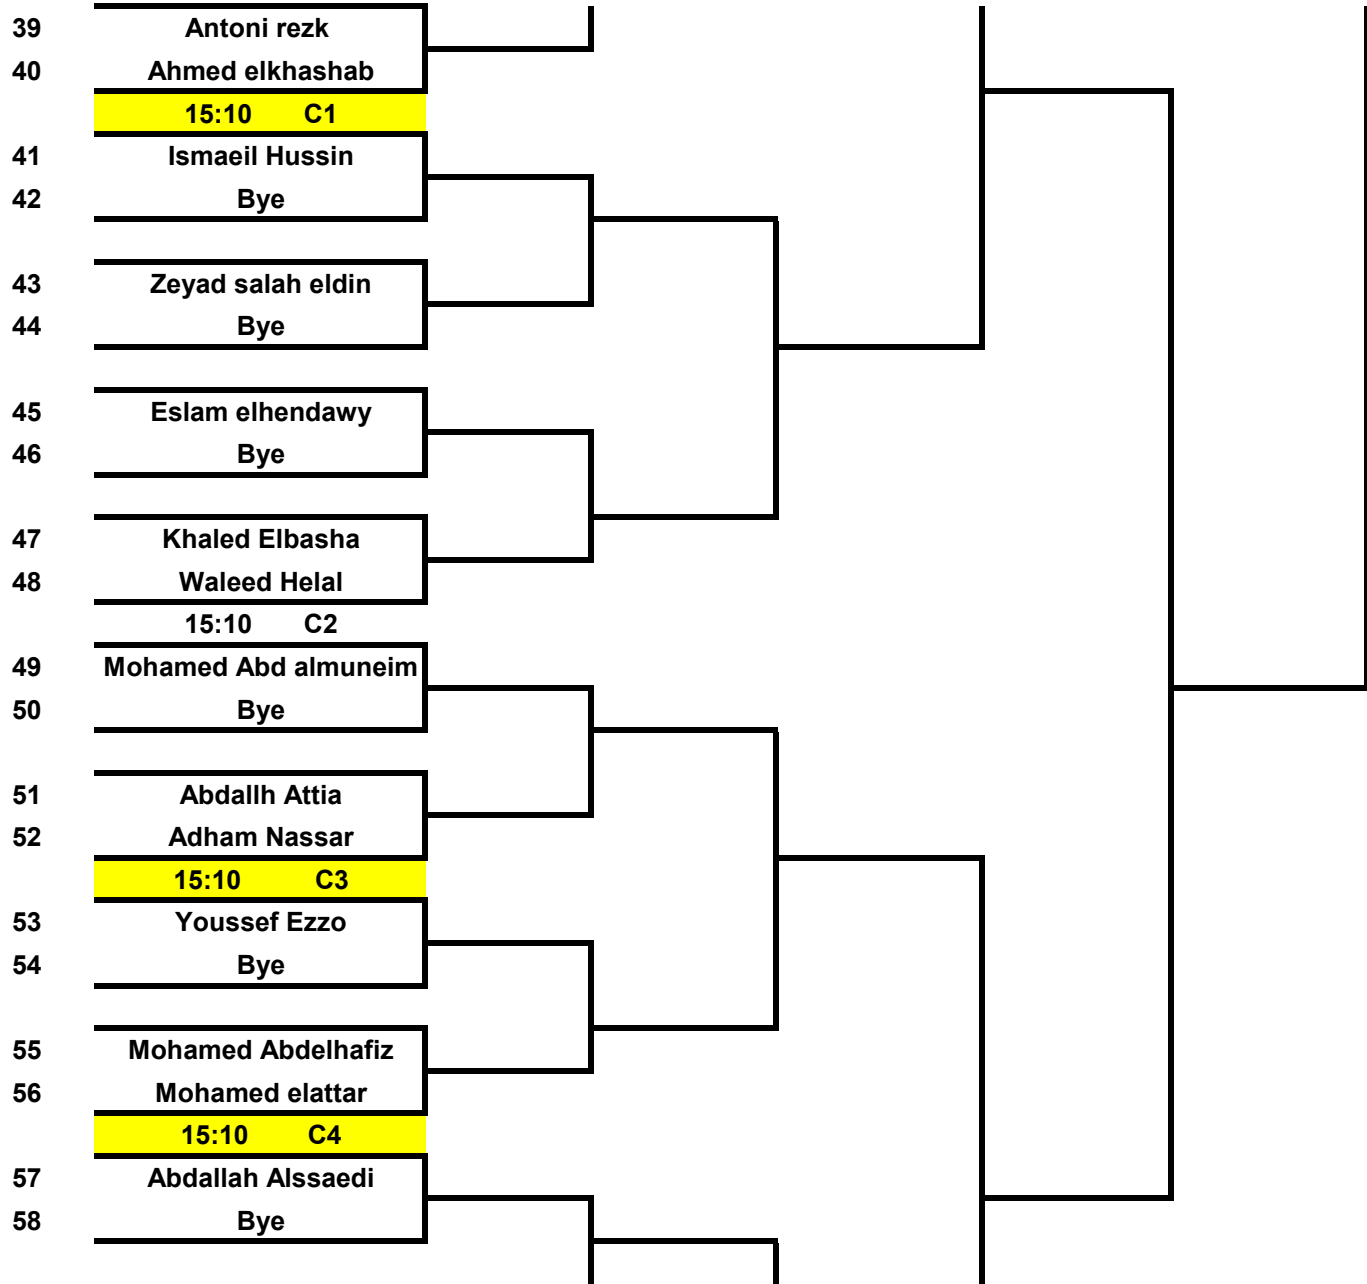 39 Antoni rezk
40 Ahmed elkhashab
15:10 C1
41 Ismaeil Hussin
42 Bye
43 Zeyad salah eldin
44 Bye
45 Eslam elhendawy
46 Bye
47 Khaled Elbasha
48 Waleed Helal
15:10 C2
49 Mohamed Abd almuneim
50 Bye
51 Abdallh Attia
52 Adham Nassar
15:10 C3
53 Youssef Ezzo
54 Bye
55 Mohamed Abdelhafiz
56 Mohamed elattar
15:10 C4
57 Abdallah Alssaedi
58 Bye